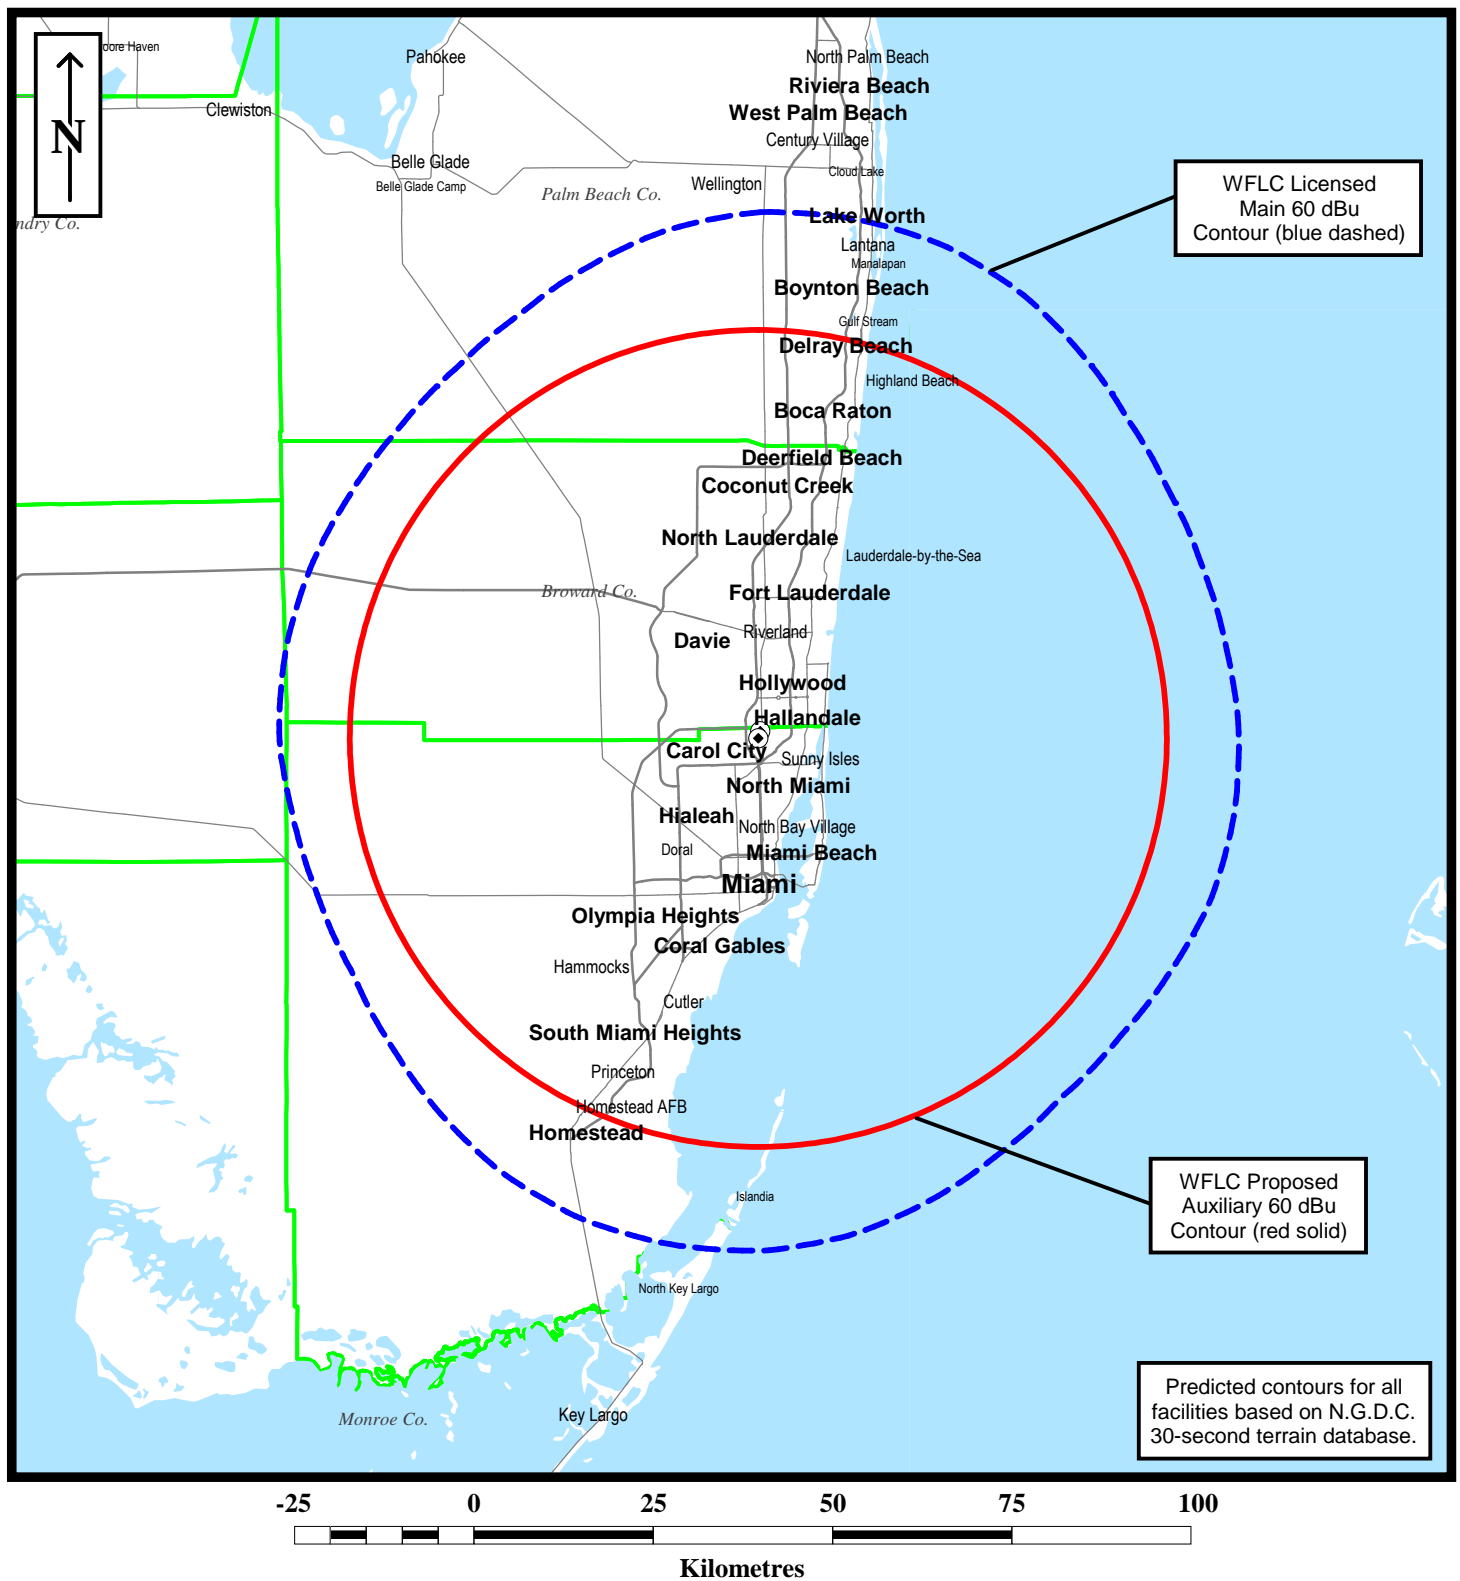 oore Haven
Pahokee
North Palm Beach
Riviera Beach
Clewiston
West Palm Beach
N
Century Village
Belle Glade
Cloud Lake
Belle Glade Camp
Wellington
Palm Beach Co.
WFLC Licensed
Main 60 dBu
Contour (blue dashed)
ndry Co.
Lake Worth
Lantana
Manalapan
Boynton Beach
Gulf Stream
Delray Beach
Highland Beach
Boca Raton
Deerfield Beach
Coconut Creek
North Lauderdale
Lauderdale-by-the-Sea
Broward Co.
Fort Lauderdale
Riverland
Davie
Hollywood
Hallandale
Carol City
Sunny Isles
North Miami
Hialeah
North Bay Village
Doral
Miami Beach
Miami
Olympia Heights
Coral Gables
Hammocks
Cutler
South Miami Heights
Princeton
Homestead AFB
Homestead
WFLC Proposed
Auxiliary 60 dBu
Contour (red solid)
Islandia
North Key Largo
Key Largo
Monroe Co.
Predicted contours for all
facilities based on N.G.D.C.
30-second terrain database.
-25 0 25 50 75 100
Kilometres